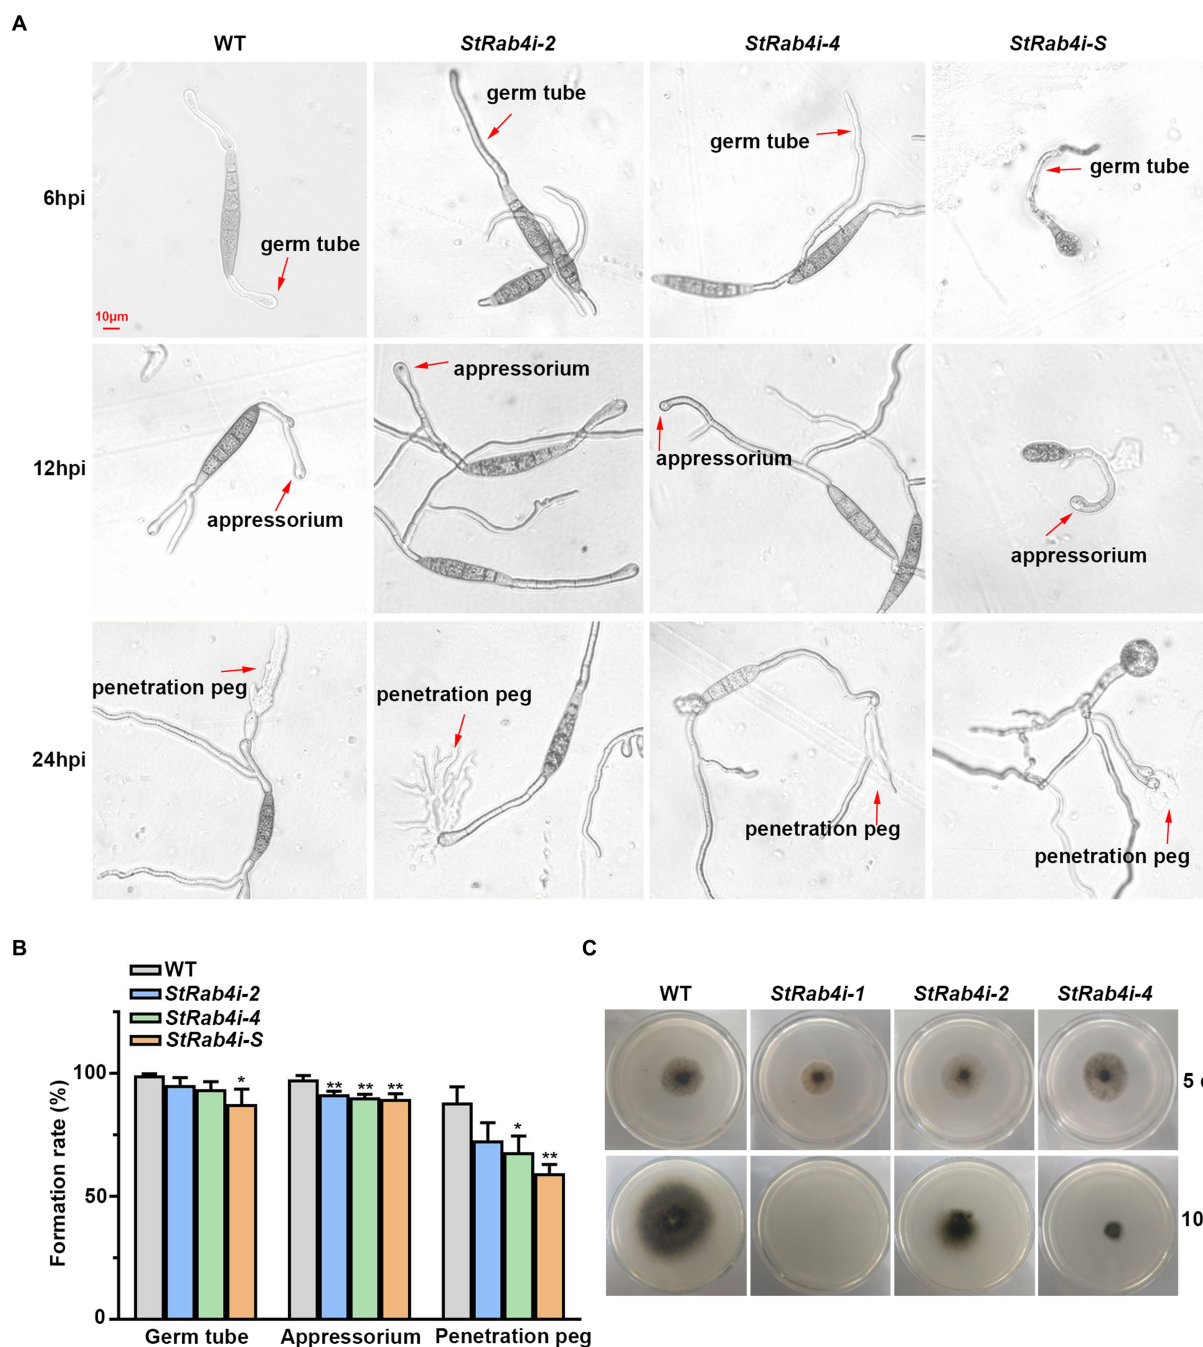 A
WT
StRab4i-2
StRab4i-4
StRab4i-S
6hpi
germ tube
10µm
germ tube
germ tube
germ tube
12hpi
appressorium
appressorium
appressorium
appressorium
24hpi
penetration peg
penetration peg
penetration peg
penetration peg
B
WT
StRab4i-2
StRab4i-4
StRab4i-S
Formation rate (%)
100
50
0
*
**
**
**
*
**
Germ tube
Appressorium
Penetration peg
C
WT
StRab4i-1
StRab4i-2
StRab4i-4
5
10